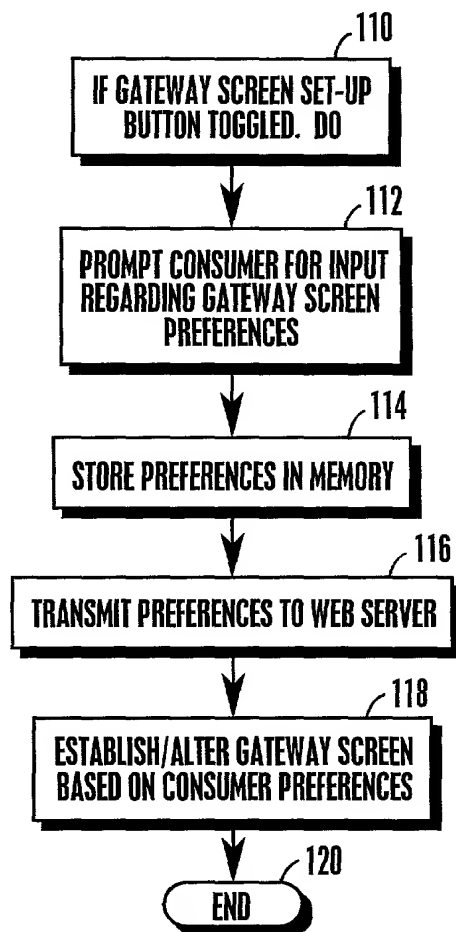 110
IF GATEWAY SCREEN SET-UP
BUTTON TOGGLED. DO
112
PROMPT CONSUMER FOR INPUT
REGARDING GATEWAY SCREEN
PREFERENCES
114
STORE PREFERENCES IN MEMORY
116
TRANSMIT PREFERENCES TO WEB SERVER
118
ESTABLISH/ALTER GATEWAY SCREEN
BASED ON CONSUMER PREFERENCES
120
END